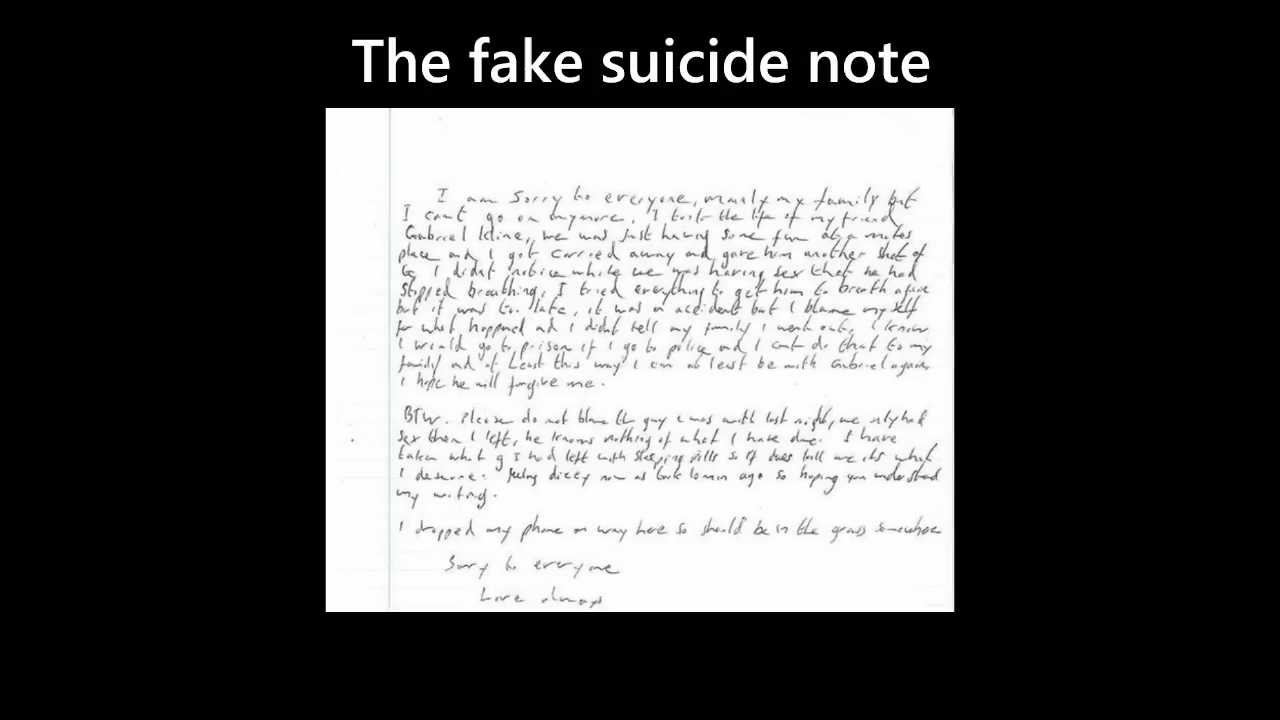 The fake suicide note
I am Sorry to everyone, mainly my family but
I cant go on anymore, I took the life of my friend
Gabriel kline, we was just having some fun at a mates
place and I got carried away and gave him another shot of
G, I didnt notice while we was having sex that he had
Stopped breathing, I tried everything to get him to breath again
but it was to late, it was a accident but I blame my self
for what happned and I didnt tell my family I went out, I know
I would go to prison if I go to police and I cant do that to my
family and at Least this way I can at least be with Gabriel again
I hope he will forgive me.
BTW. Please do not blame the guy I was with last night, we only had
sex then I left, he knows nothing of what I have done. I have
taken what g I had left with sleeping pills so if it does kill me its what
I deserve. Feeling dizzy now as took 10 min ago so hoping you understand
my writing.
I dropped my phone on way here so should be in the grass somewhere
Sorry to everyone
Love always